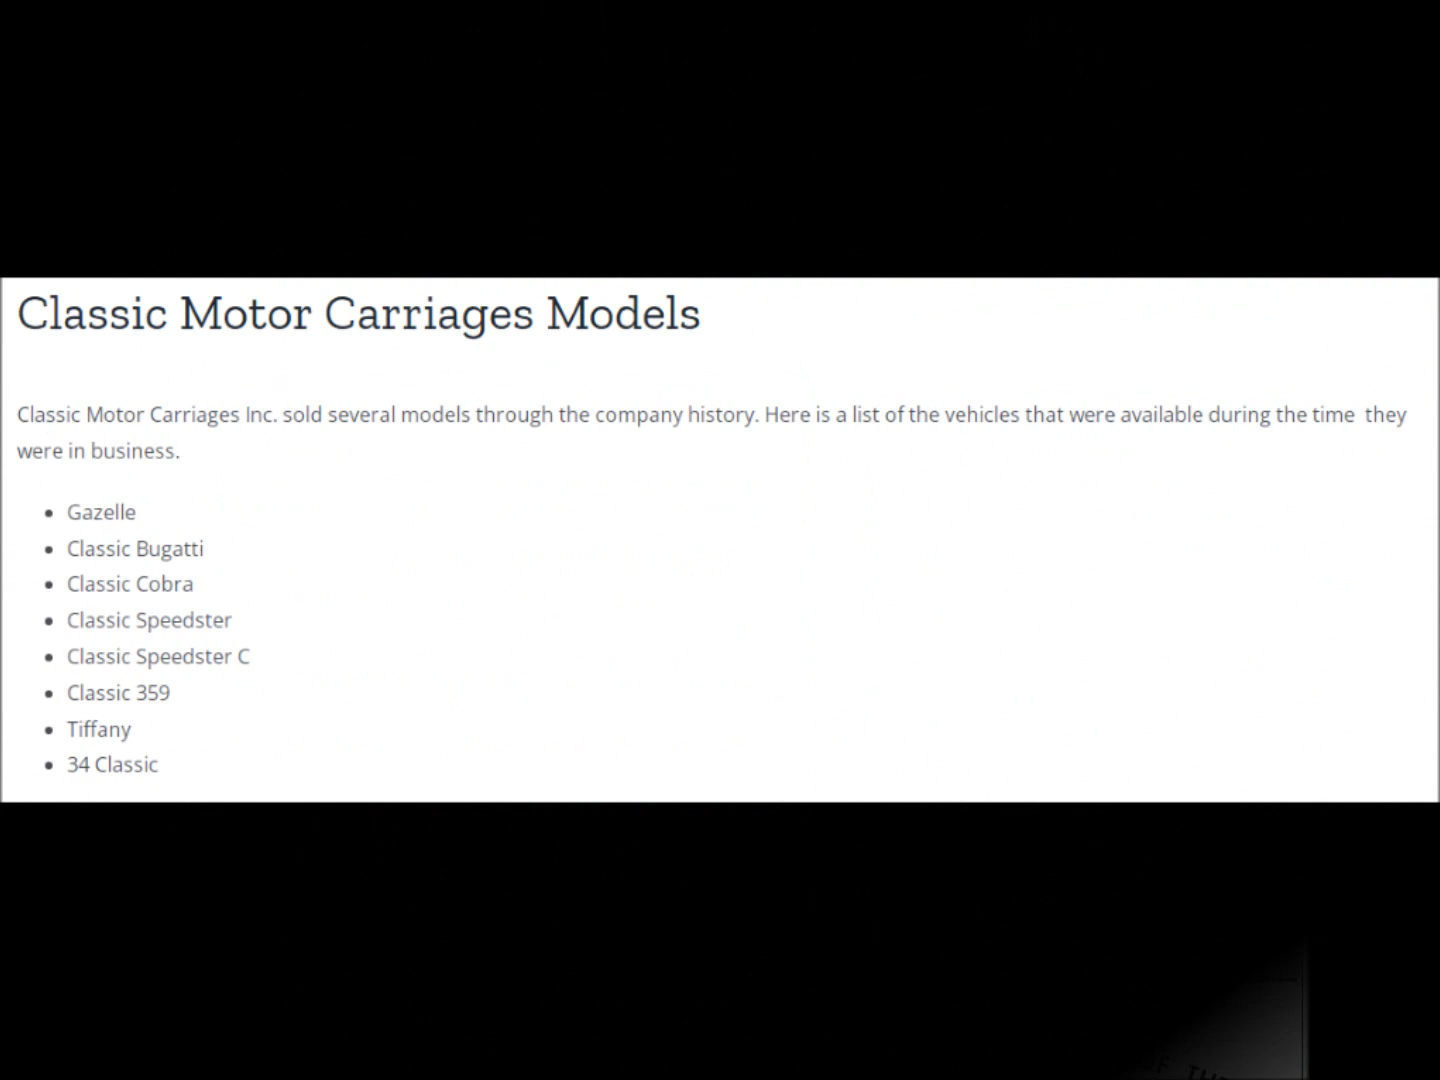 Classic Motor Carriages Models
Classic Motor Carriages Inc. sold several models through the company history. Here is a list of the vehicles that were available during the time  they
were in business.
• Gazelle
• Classic Bugatti
• Classic Cobra
• Classic Speedster
• Classic Speedster C
• Classic 359
• Tiffany
• 34 Classic
OF